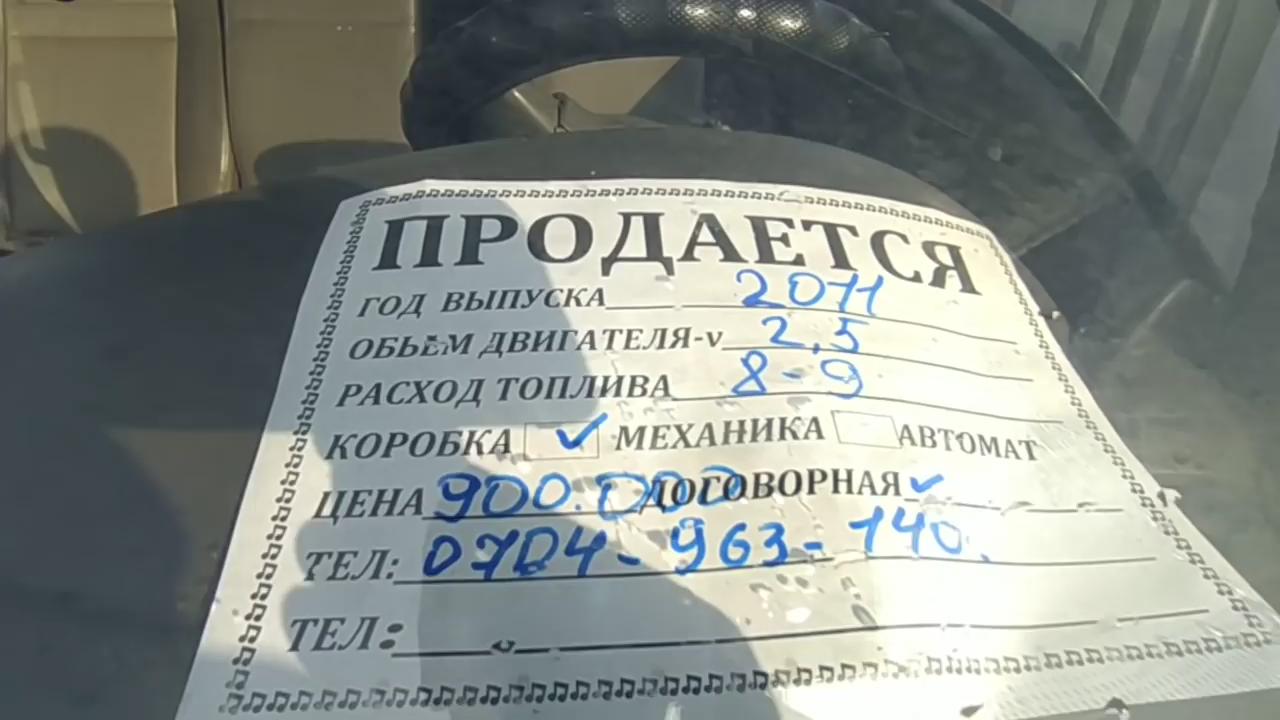 ПРОДАЕТСЯ
ГОД ВЫПУСКА 2011
ОБЬЕМ ДВИГАТЕЛЯ-v 2,5
РАСХОД ТОПЛИВА 8-9
КОРОБКА ✓ МЕХАНИКА АВТОМАТ
ЦЕНА 900.000 ДОГОВОРНАЯ ✓
ТЕЛ: 0704-963-140.
ТЕЛ: